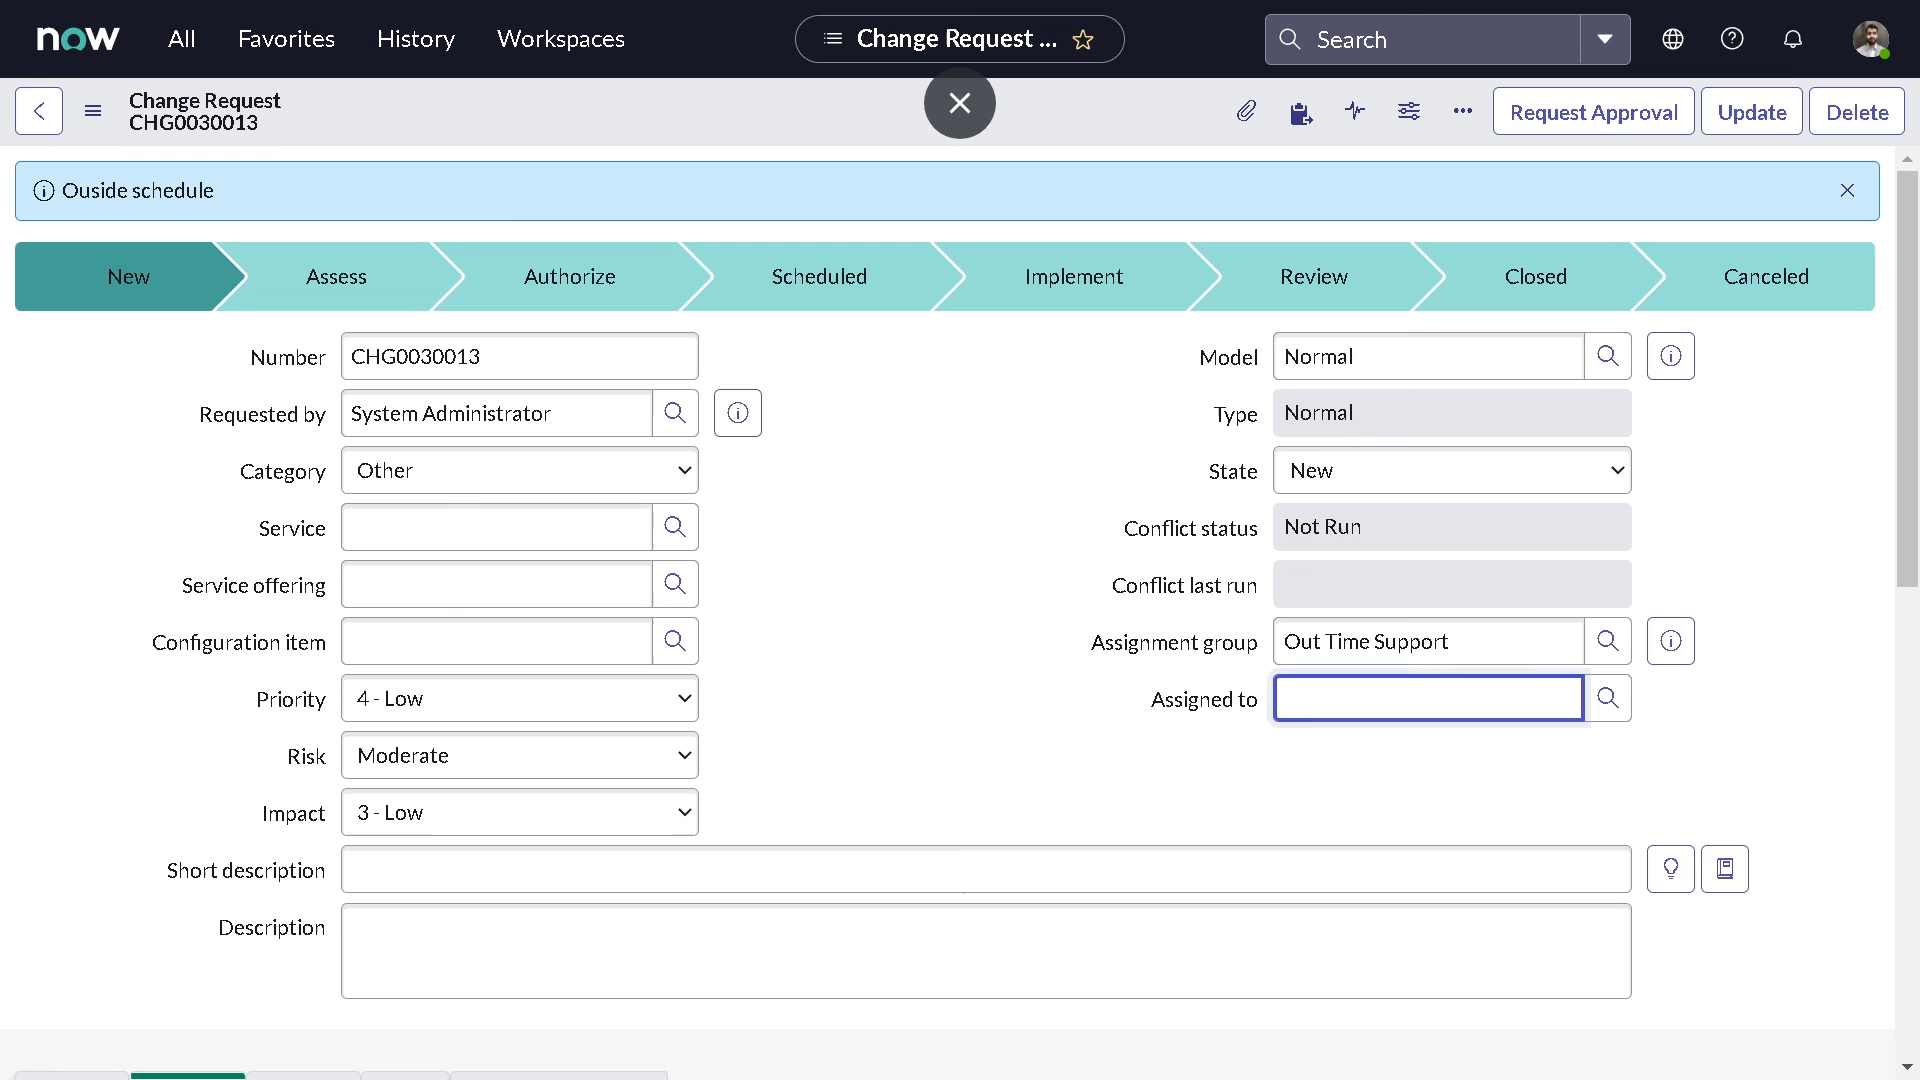 now All Favorites History Workspaces Change Request ... Search
Change Request
CHG0030013
Request Approval Update Delete
Ouside schedule
New Assess Authorize Scheduled Implement Review Closed Canceled
Number CHG0030013 Model Normal
Requested by System Administrator Type Normal
Category Other State New
Service Conflict status Not Run
Service offering Conflict last run
Configuration item Assignment group Out Time Support
Priority 4 - Low Assigned to
Risk Moderate
Impact 3 - Low
Short description
Description